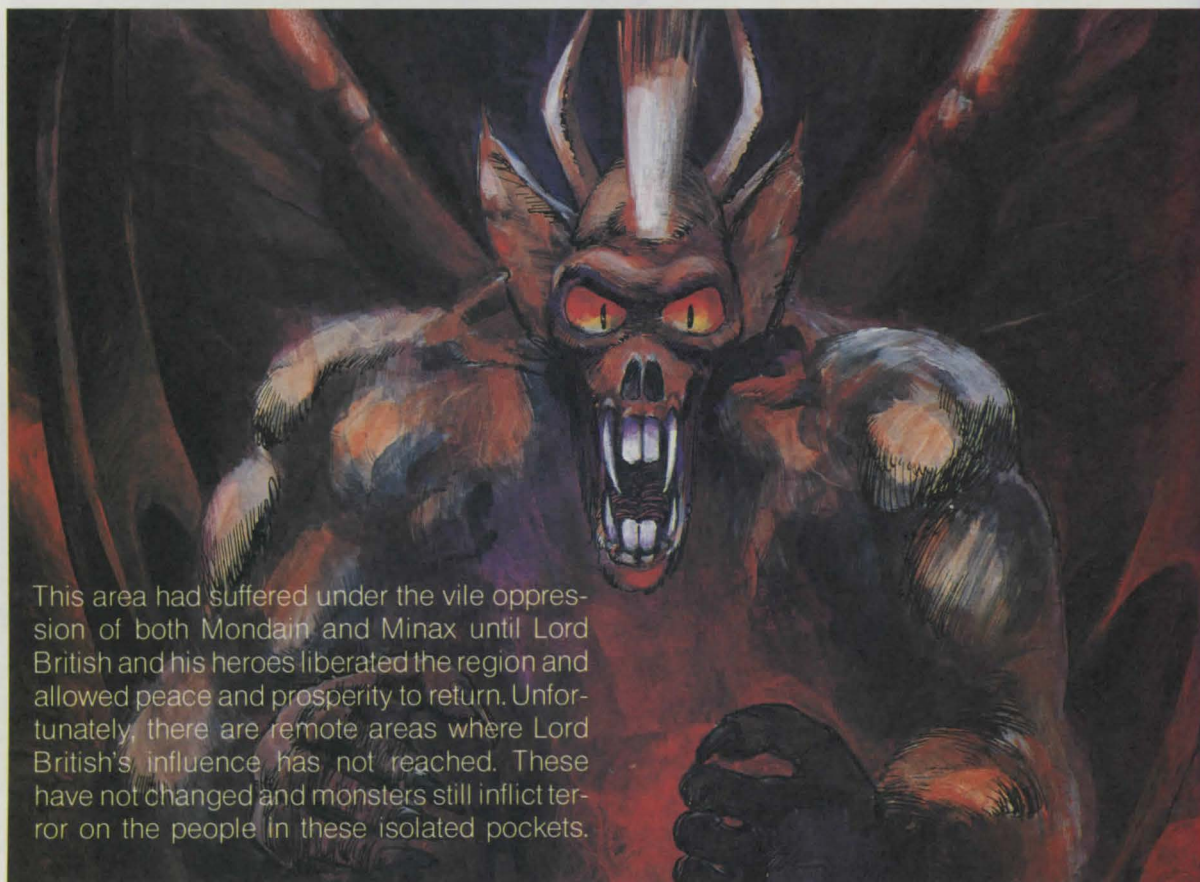 This area had suffered under the vile oppres-
sion of both Mondain and Minax until Lord
British and his heroes liberated the region and
allowed peace and prosperity to return. Unfor-
tunately, there are remote areas where Lord
British's influence has not reached. These
have not changed and monsters still inflict ter-
ror on the people in these isolated pockets.